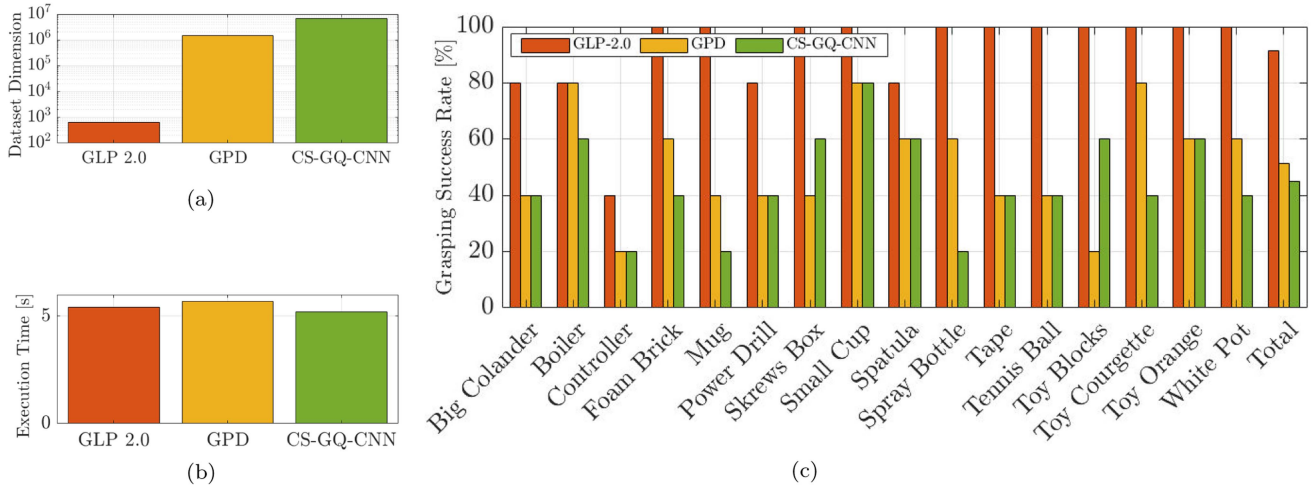 10^7
10^6
10^5
10^4
10^3
10^2
Dataset Dimension
GLP 2.0 GPD CS-GQ-CNN
(a)
5
0
Execution Time [s]
GLP 2.0 GPD CS-GQ-CNN
(b)
GLP-2.0 GPD CS-GQ-CNN
100
80
60
40
20
0
Grasping Success Rate [%]
Big Colander
Boiler
Controller
Foam Brick
Mug
Power Drill
Skrews Box
Small Cup
Spatula
Spray Bottle
Tape
Tennis Ball
Toy Blocks
Toy Courgette
Toy Orange
White Pot
Total
(c)